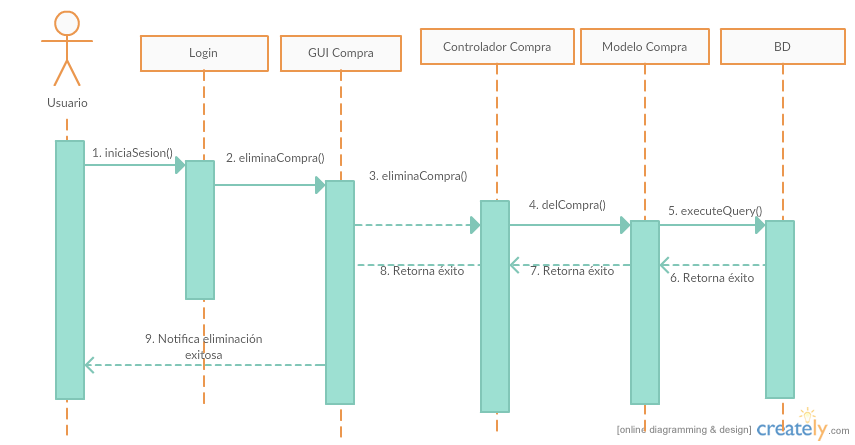 Usuario
Login
GUI Compra
Controlador Compra
Modelo Compra
BD
1. iniciaSesion()
2. eliminaCompra()
3. eliminaCompra()
4. delCompra()
5. executeQuery()
6. Retorna éxito
7. Retorna éxito
8. Retorna éxito
9. Notifica eliminación
exitosa
[online diagramming & design] creately.com